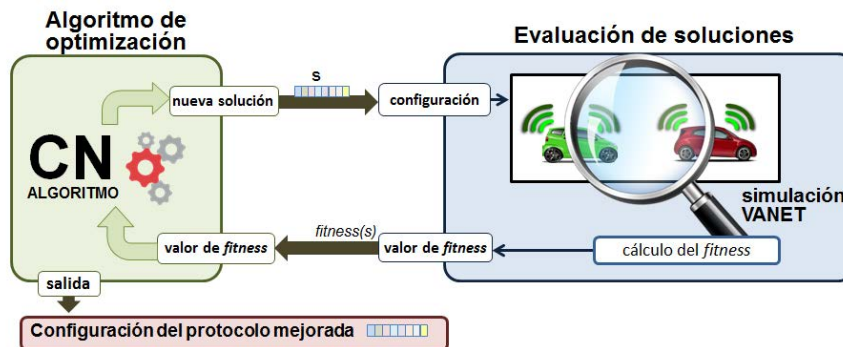 Algoritmo de
optimización
Evaluación de soluciones
nueva solución
s
configuración
CN
ALGORITMO
simulación
VANET
valor de fitness
fitness(s)
valor de fitness
cálculo del fitness
salida
Configuración del protocolo mejorada